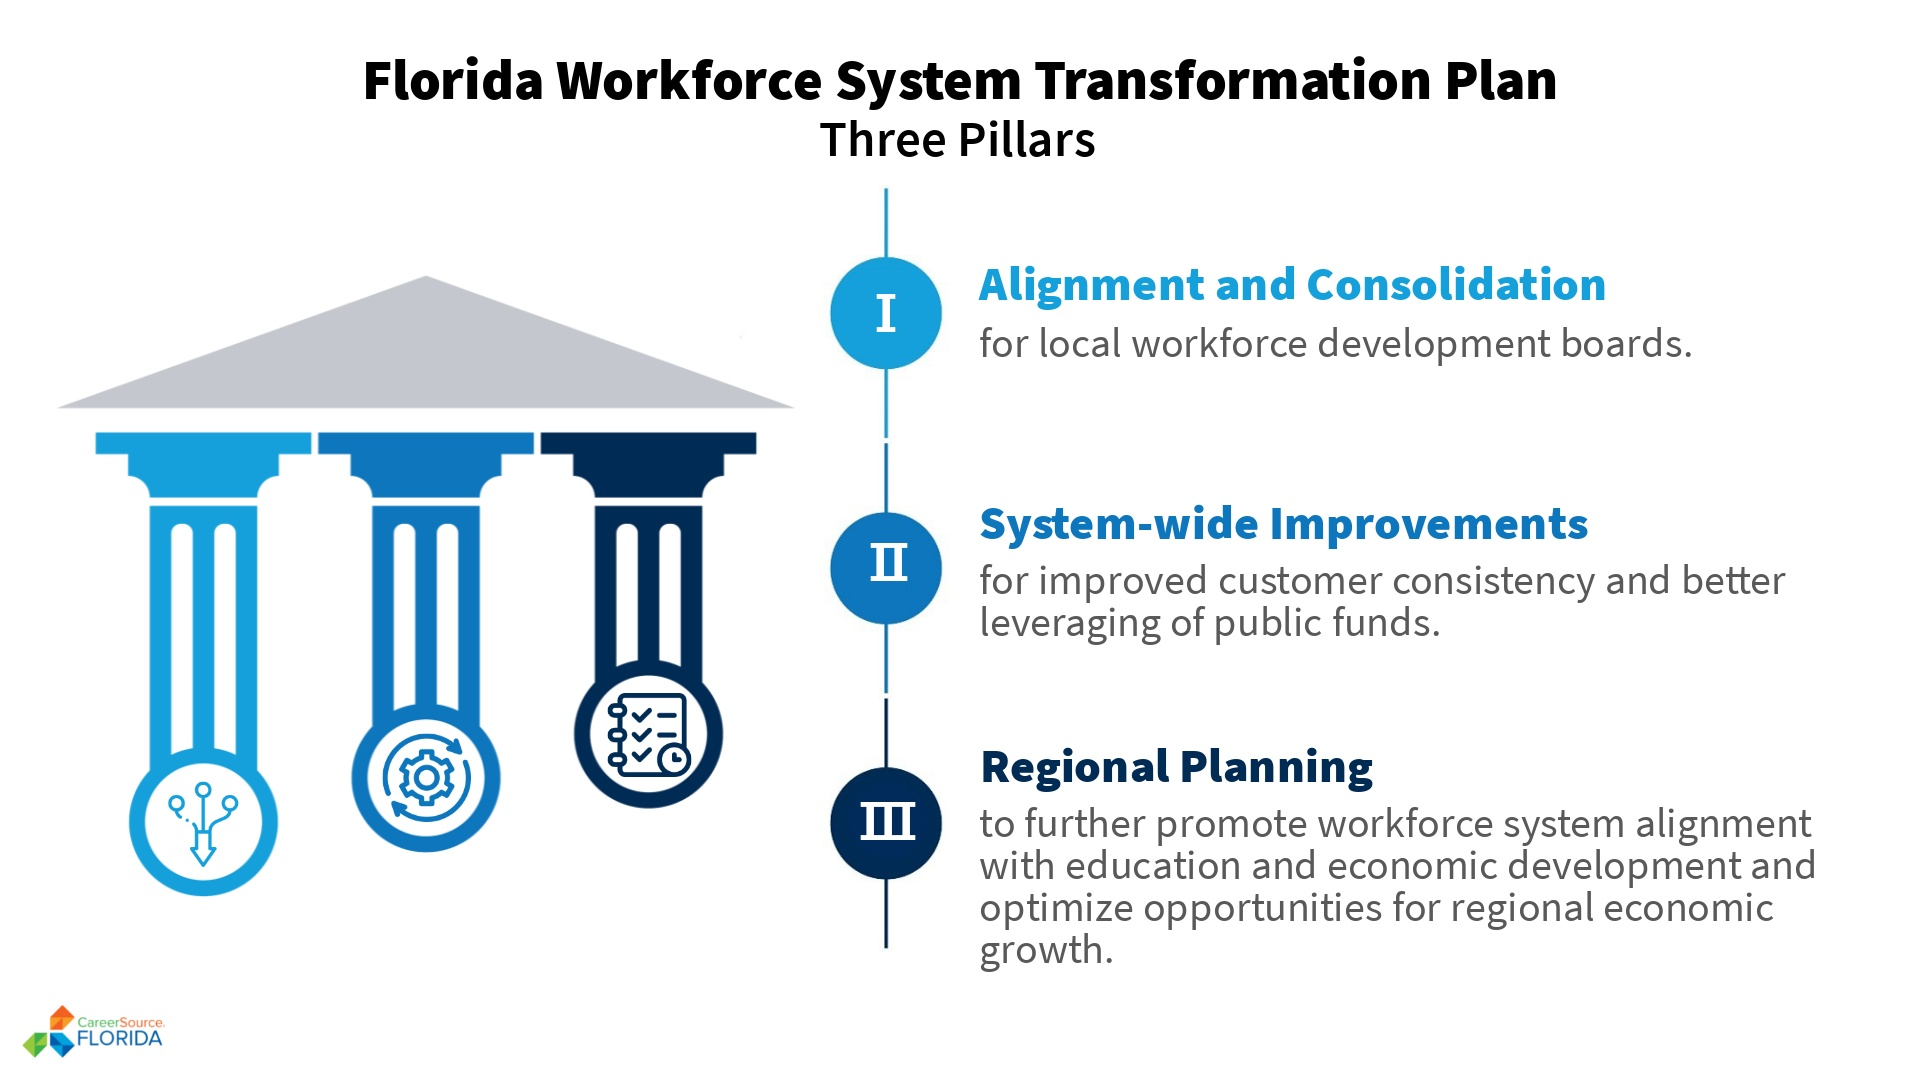 Florida Workforce System Transformation Plan
Three Pillars
I
Alignment and Consolidation
for local workforce development boards.
II
System-wide Improvements
for improved customer consistency and better
leveraging of public funds.
III
Regional Planning
to further promote workforce system alignment
with education and economic development and
optimize opportunities for regional economic
growth.
CareerSource.
FLORIDA